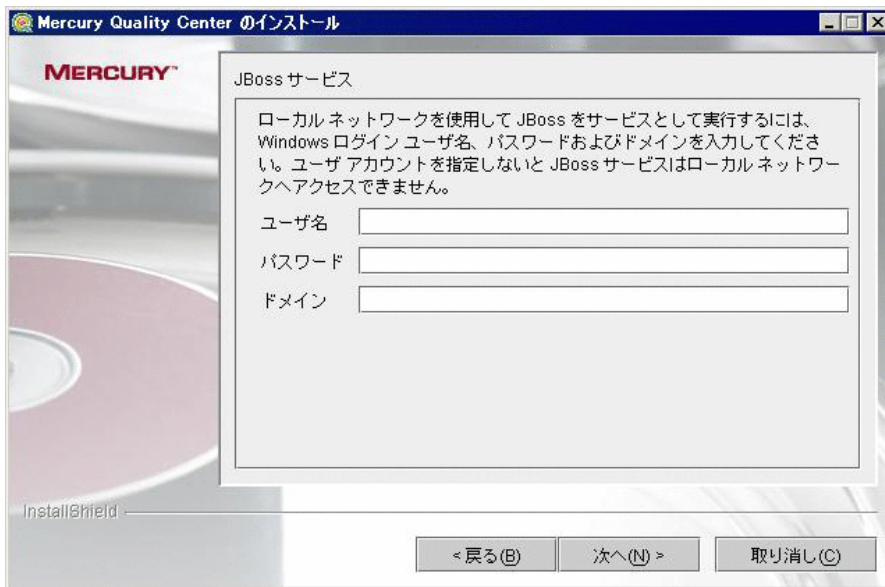 Mercury Quality Center のインストール
MERCURY™
JBoss サービス
ローカル ネットワークを使用して JBoss をサービスとして実行するには、
Windows ログイン ユーザ名、パスワードおよびドメインを入力してくださ
い。ユーザ アカウントを指定しないと JBoss サービスはローカル ネットワー
クへアクセスできません。
ユーザ名
パスワード
ドメイン
InstallShield
<戻る(B)
次へ(N) >
取り消し(C)